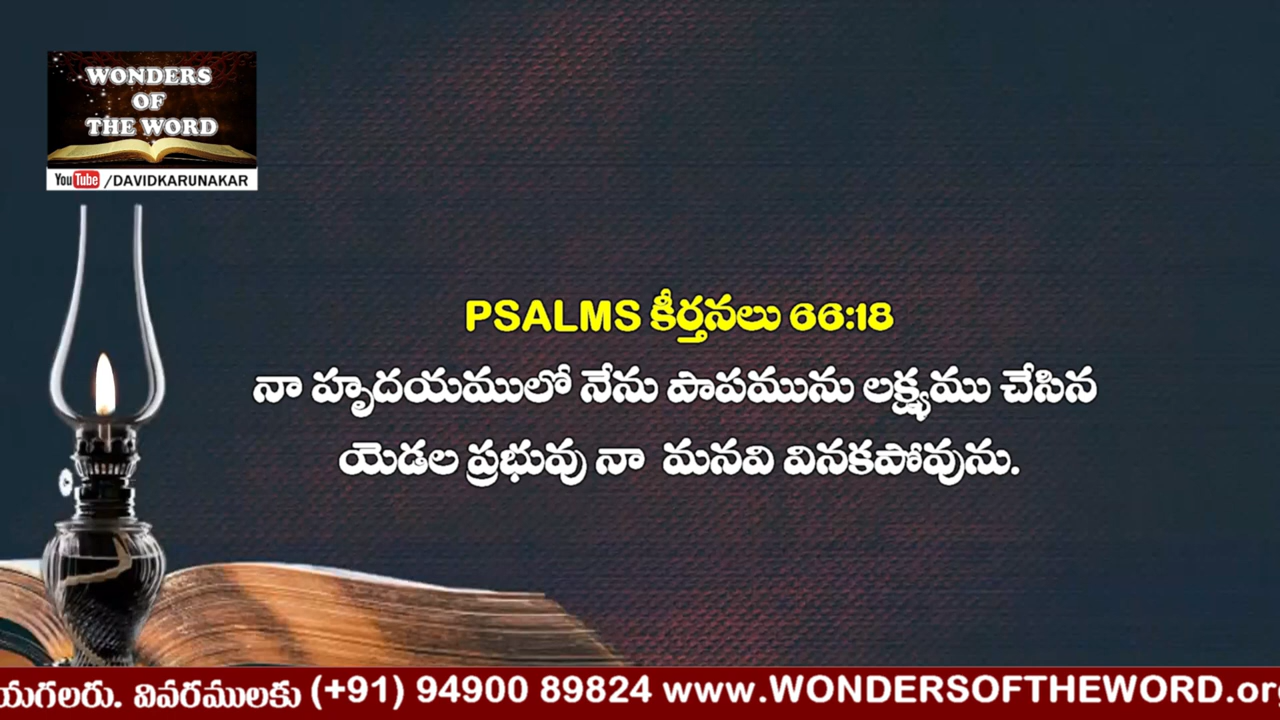 WONDERS
OF
THE WORD
YouTube /DAVIDKARUNAKAR
PSALMS కీర్తనలు 66:18
నా హృదయములో నేను పాపమును లక్ష్యము చేసిన
యెడల ప్రభువు నా మనవి వినకపోవును.
యగలరు. వివరములకు (+91) 94900 89824 www.WONDERSOFTHEWORD.org